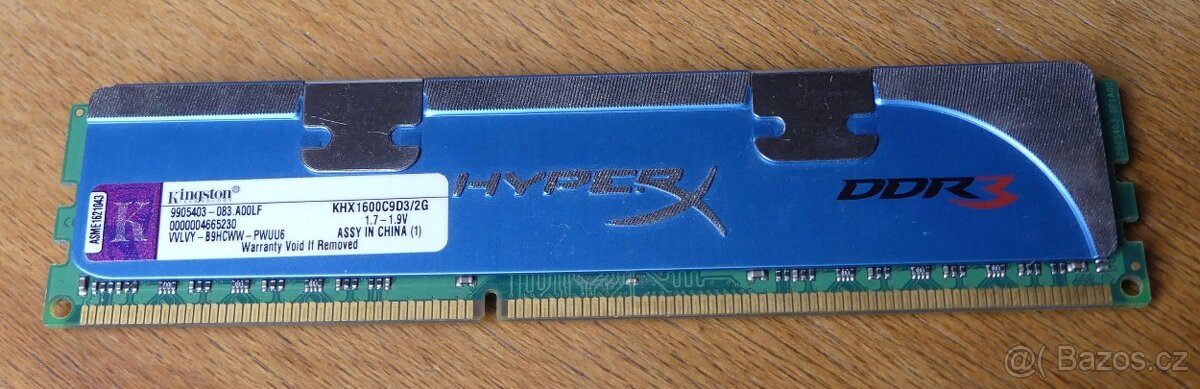 HYPERX
DDR3
ASME1621043
K
Kingston®
9905403-083.A00LF
0000004665230
VVLVY-B9HCWW-PWUU6
Warranty Void If Removed
KHX1600C9D3/2G
1.7-1.9V
ASSY IN CHINA (1)
@( Bazos.cz